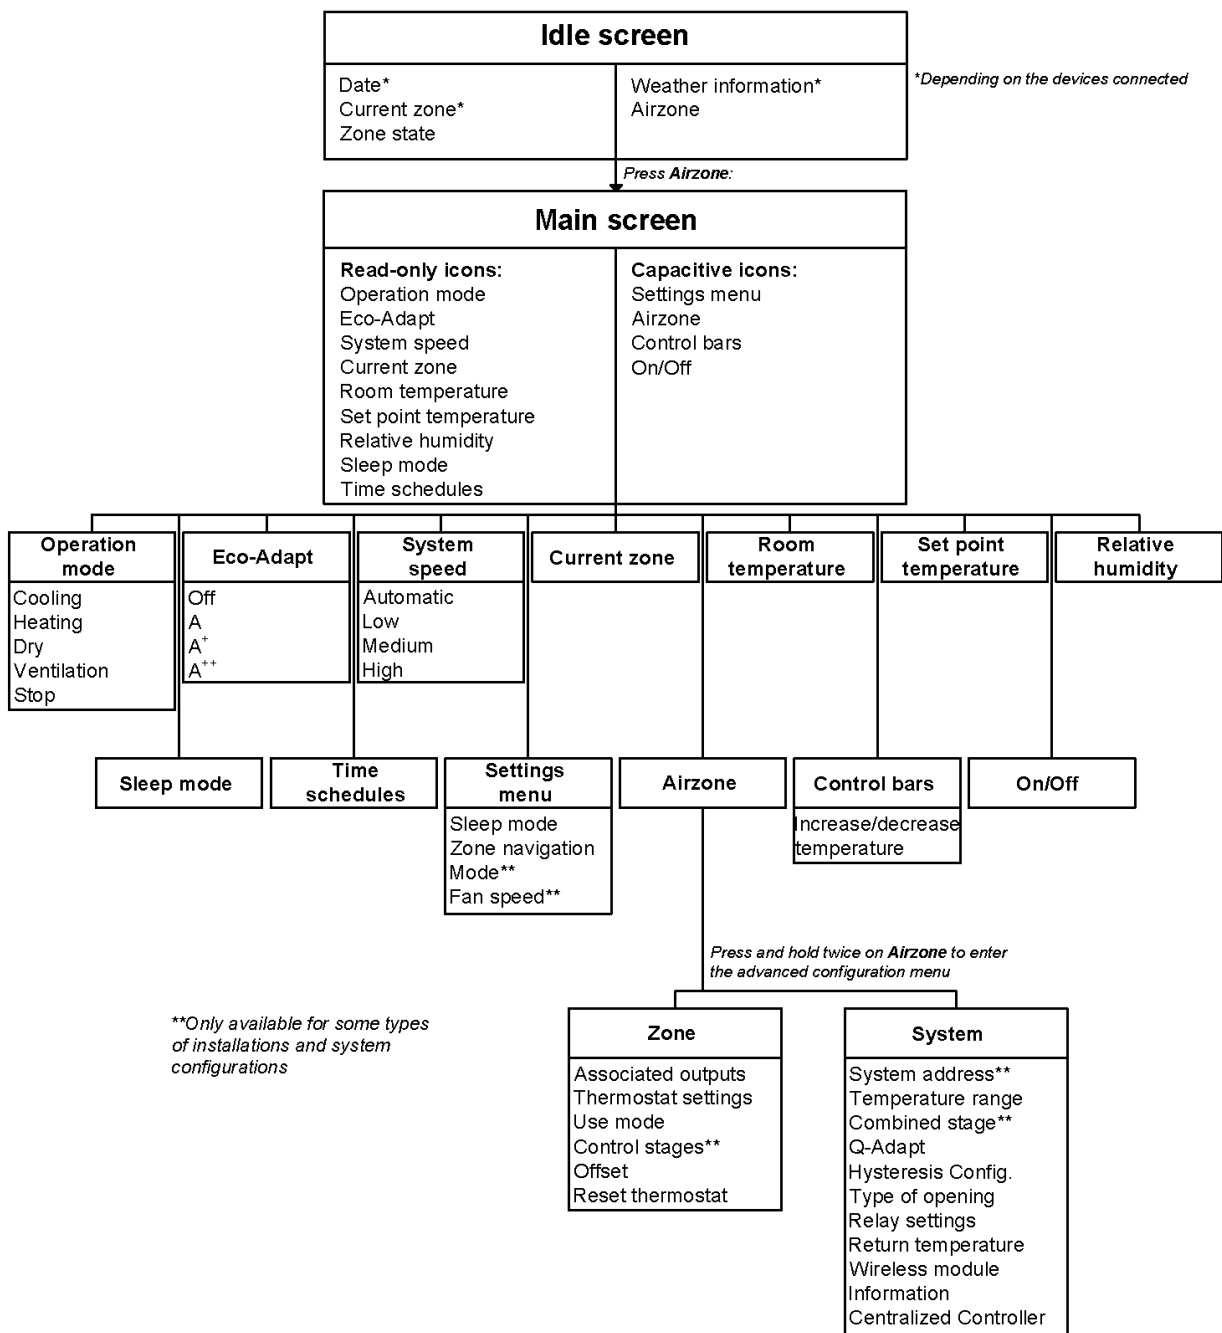 Idle screen
Date*
Current zone*
Zone state
Weather information*
Airzone
*Depending on the devices connected
Press Airzone:
Main screen
Read-only icons:
Operation mode
Eco-Adapt
System speed
Current zone
Room temperature
Set point temperature
Relative humidity
Sleep mode
Time schedules
Capacitive icons:
Settings menu
Airzone
Control bars
On/Off
Operation
mode
Cooling
Heating
Dry
Ventilation
Stop
Eco-Adapt
Off
A
A⁺
A⁺⁺
System
speed
Automatic
Low
Medium
High
Current zone
Room
temperature
Set point
temperature
Relative
humidity
Sleep mode
Time
schedules
Settings
menu
Sleep mode
Zone navigation
Mode**
Fan speed**
Airzone
Control bars
Increase/decrease
temperature
On/Off
Press and hold twice on Airzone to enter
the advanced configuration menu
**Only available for some types
of installations and system
configurations
Zone
Associated outputs
Thermostat settings
Use mode
Control stages**
Offset
Reset thermostat
System
System address**
Temperature range
Combined stage**
Q-Adapt
Hysteresis Config.
Type of opening
Relay settings
Return temperature
Wireless module
Information
Centralized Controller